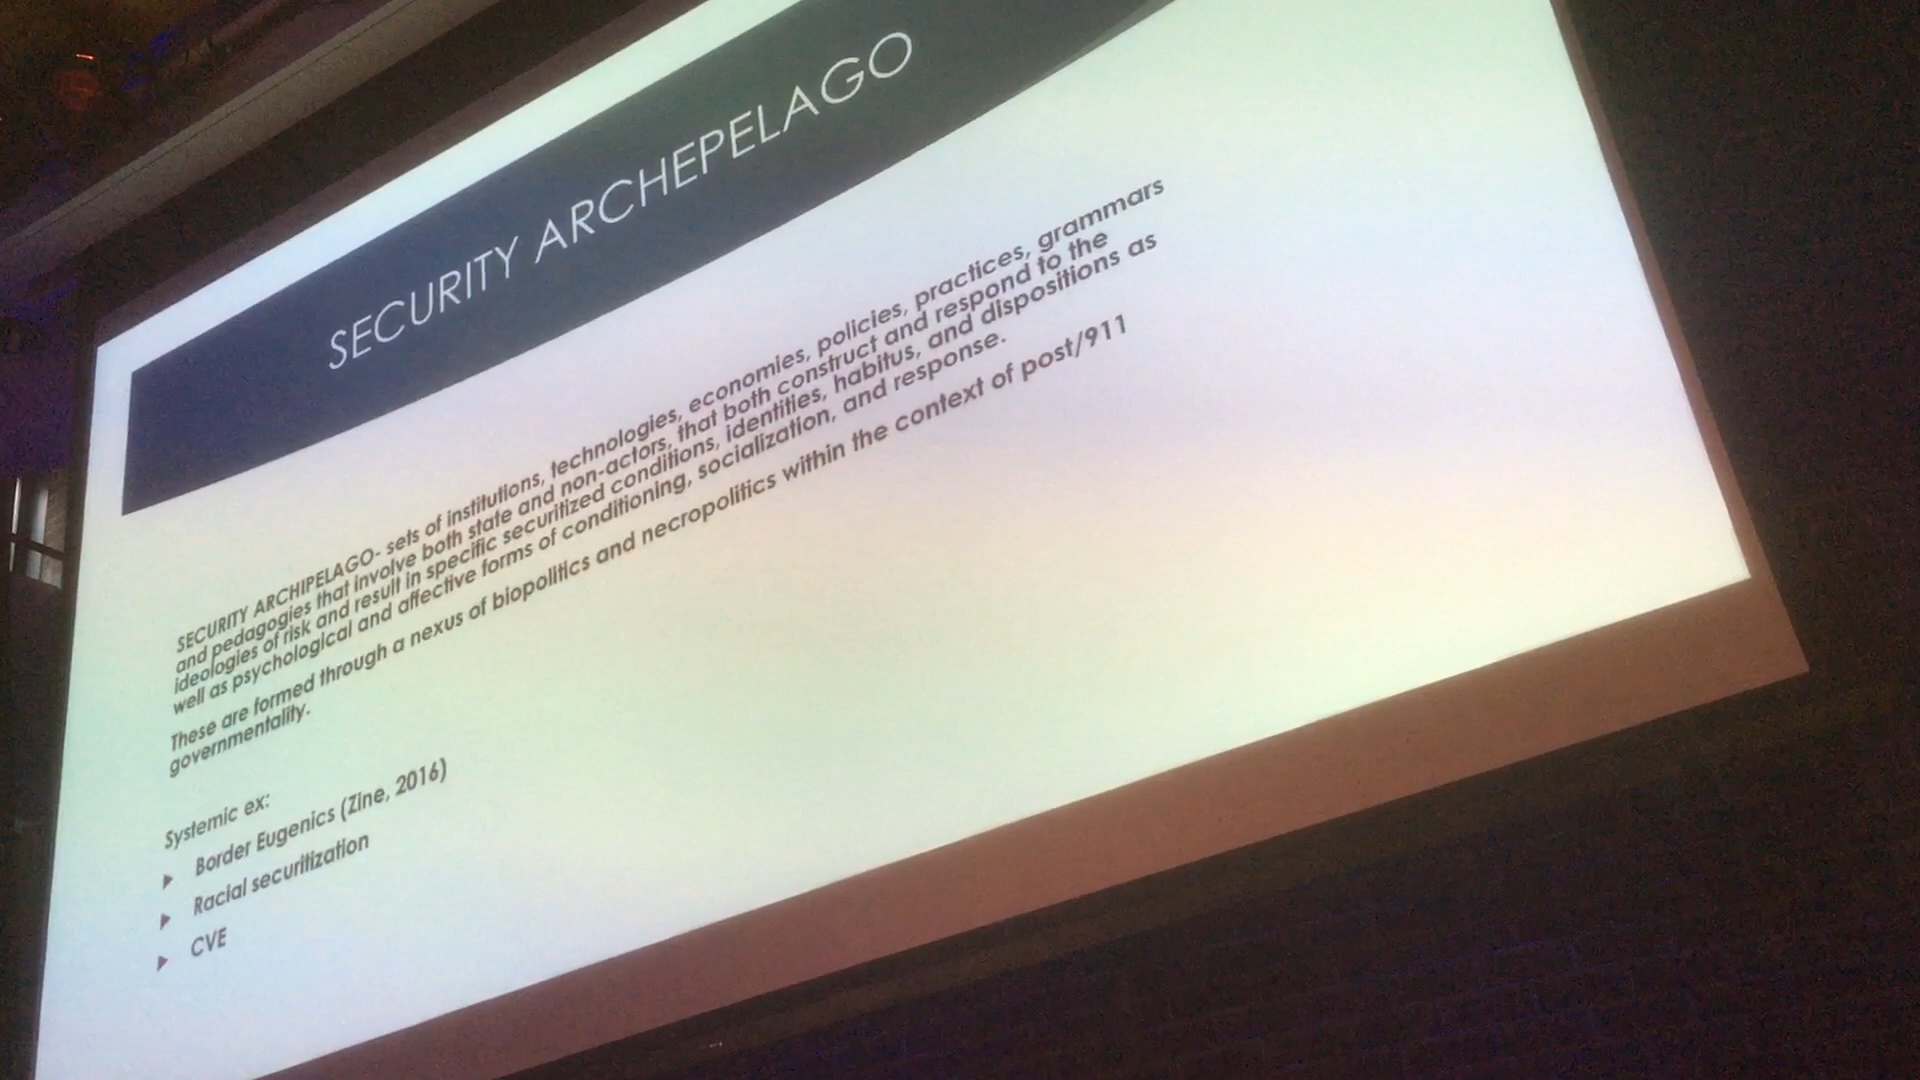 SECURITY ARCHEPELAGO
SECURITY ARCHIPELAGO- sets of institutions, technologies, economies, policies, practices, grammars
and pedagogies that involve both state and non-actors, that both construct and respond to the
ideologies of risk and result in specific securitized conditions, identities, habitus, and dispositions as
well as psychological and affective forms of conditioning, socialization, and response.
These are formed through a nexus of biopolitics and necropolitics within the context of post/911
governmentality.
Systemic ex:
Border Eugenics (Zine, 2016)
Racial securitization
CVE